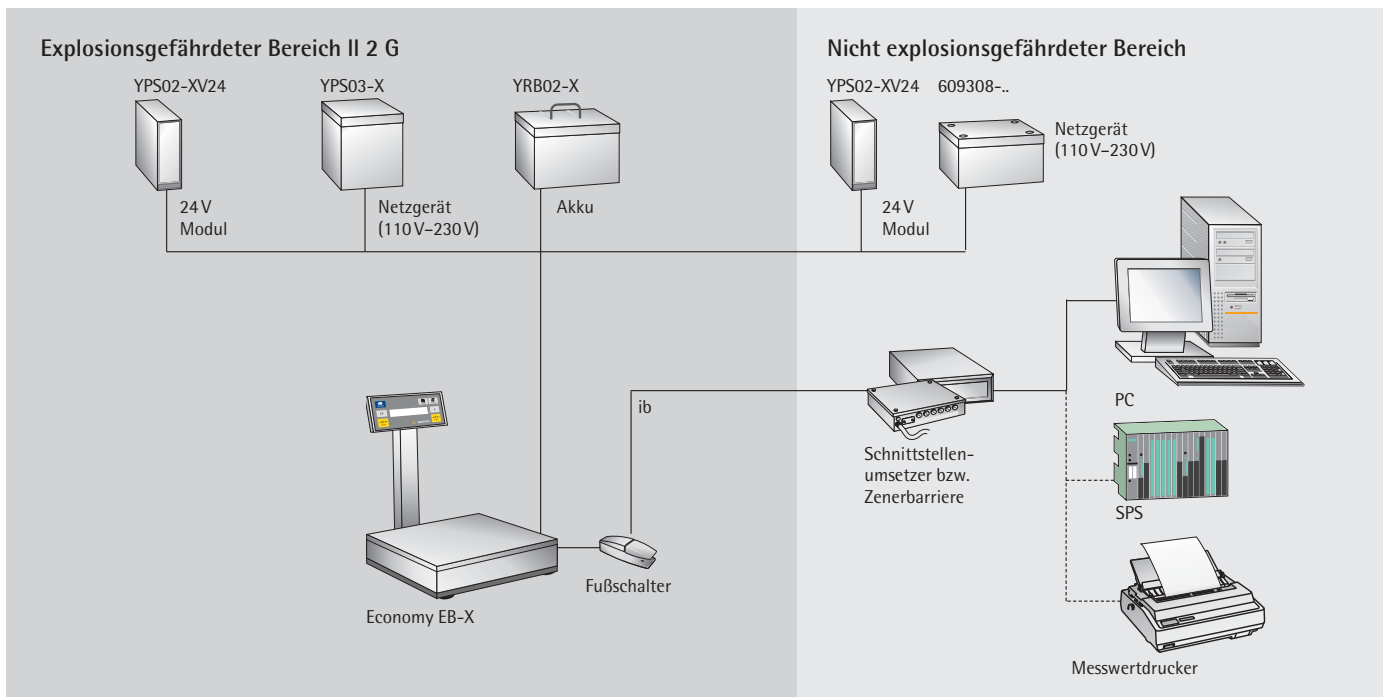 Explosionsgefährdeter Bereich II 2 G
YPS02-XV24
YPS03-X
YRB02-X
24 V
Modul
Netzgerät
(110 V–230 V)
Akku
Nicht explosionsgefährdeter Bereich
YPS02-XV24
609308-..
Netzgerät
(110 V–230 V)
24 V
Modul
ib
Schnittstellen-
umsetzer bzw.
Zenerbarriere
PC
SPS
Fußschalter
Economy EB-X
Messwertdrucker